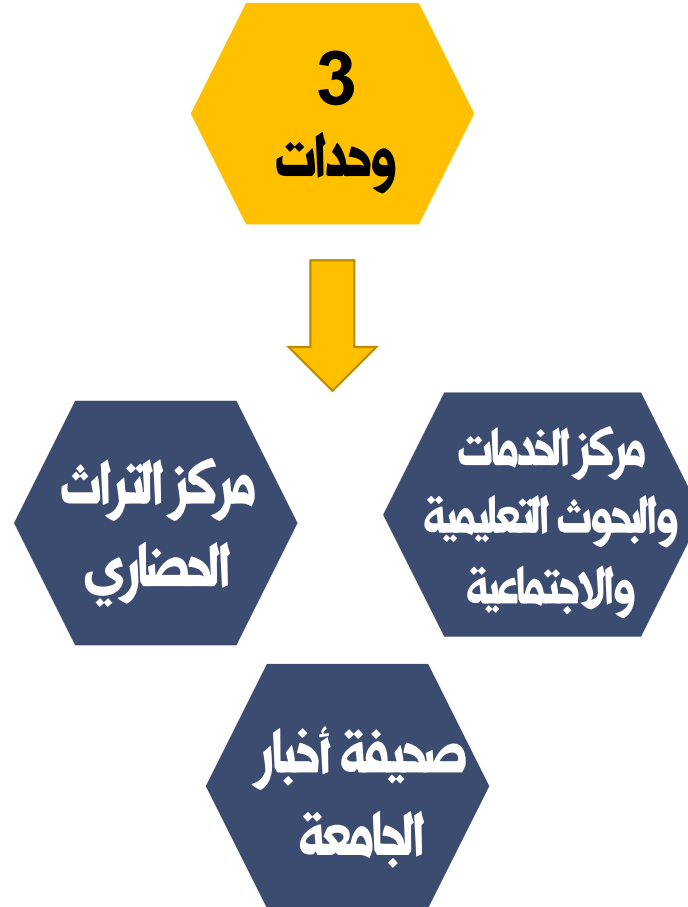 3
وحدات
مركز الخدمات
والبحوث التعليمية
والاجتماعية
مركز التراث
الحضاري
صحيفة أخبار
الجامعة